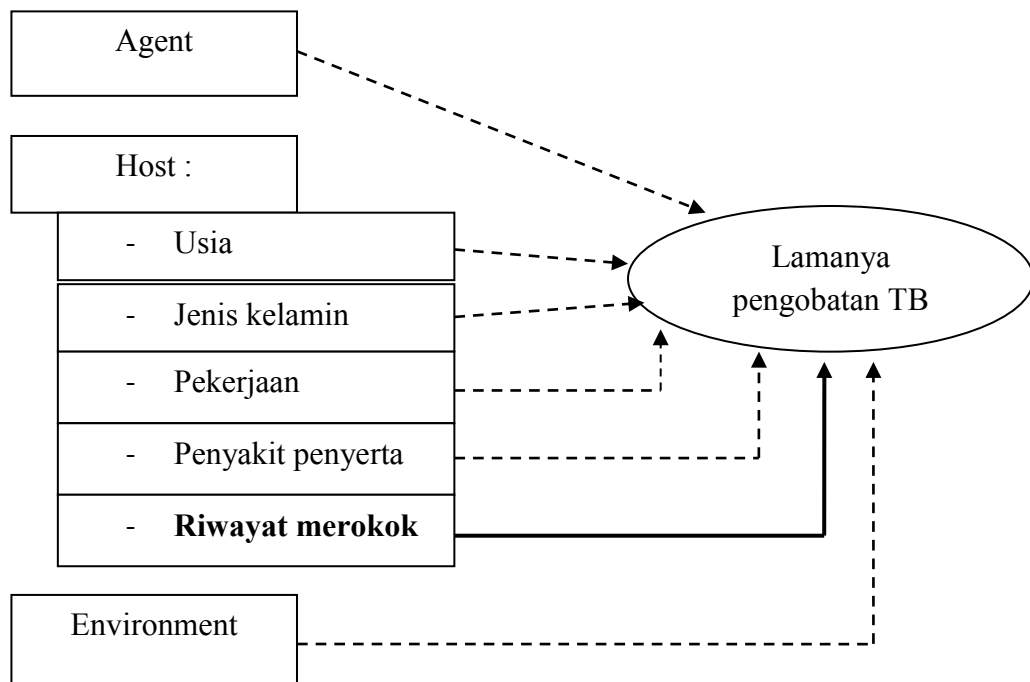 Agent
Host :
- Usia
- Jenis kelamin
- Pekerjaan
- Penyakit penyerta
- Riwayat merokok
Environment
Lamanya
pengobatan TB